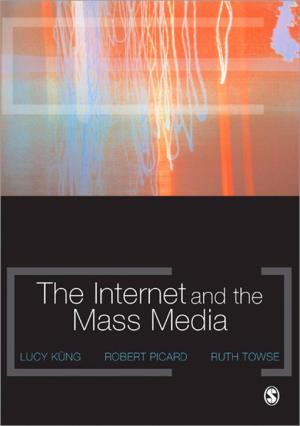 The Internet and the
Mass Media
LUCY KÜNG ROBERT PICARD RUTH TOWSE
S